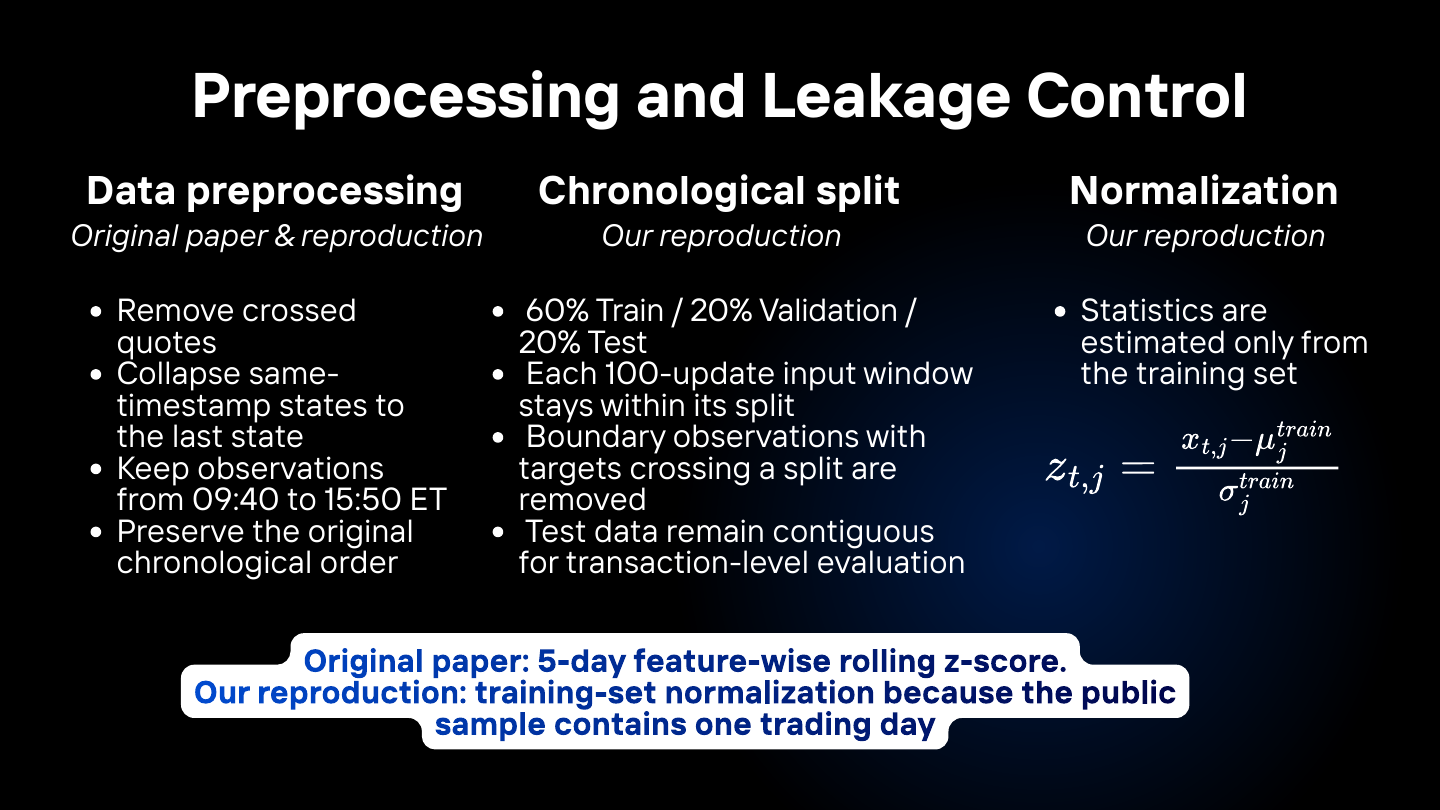 Preprocessing and Leakage Control
Data preprocessing
Original paper & reproduction
• Remove crossed
quotes
• Collapse same-
timestamp states to
the last state
• Keep observations
from 09:40 to 15:50 ET
• Preserve the original
chronological order
Chronological split
Our reproduction
• 60% Train / 20% Validation /
20% Test
• Each 100-update input window
stays within its split
• Boundary observations with
targets crossing a split are
removed
• Test data remain contiguous
for transaction-level evaluation
Normalization
Our reproduction
• Statistics are
estimated only from
the training set
z_{t,j} = \frac{x_{t,j} - μ_j^{train}}{σ_j^{train}}
Original paper: 5-day feature-wise rolling z-score.
Our reproduction: training-set normalization because the public
sample contains one trading day